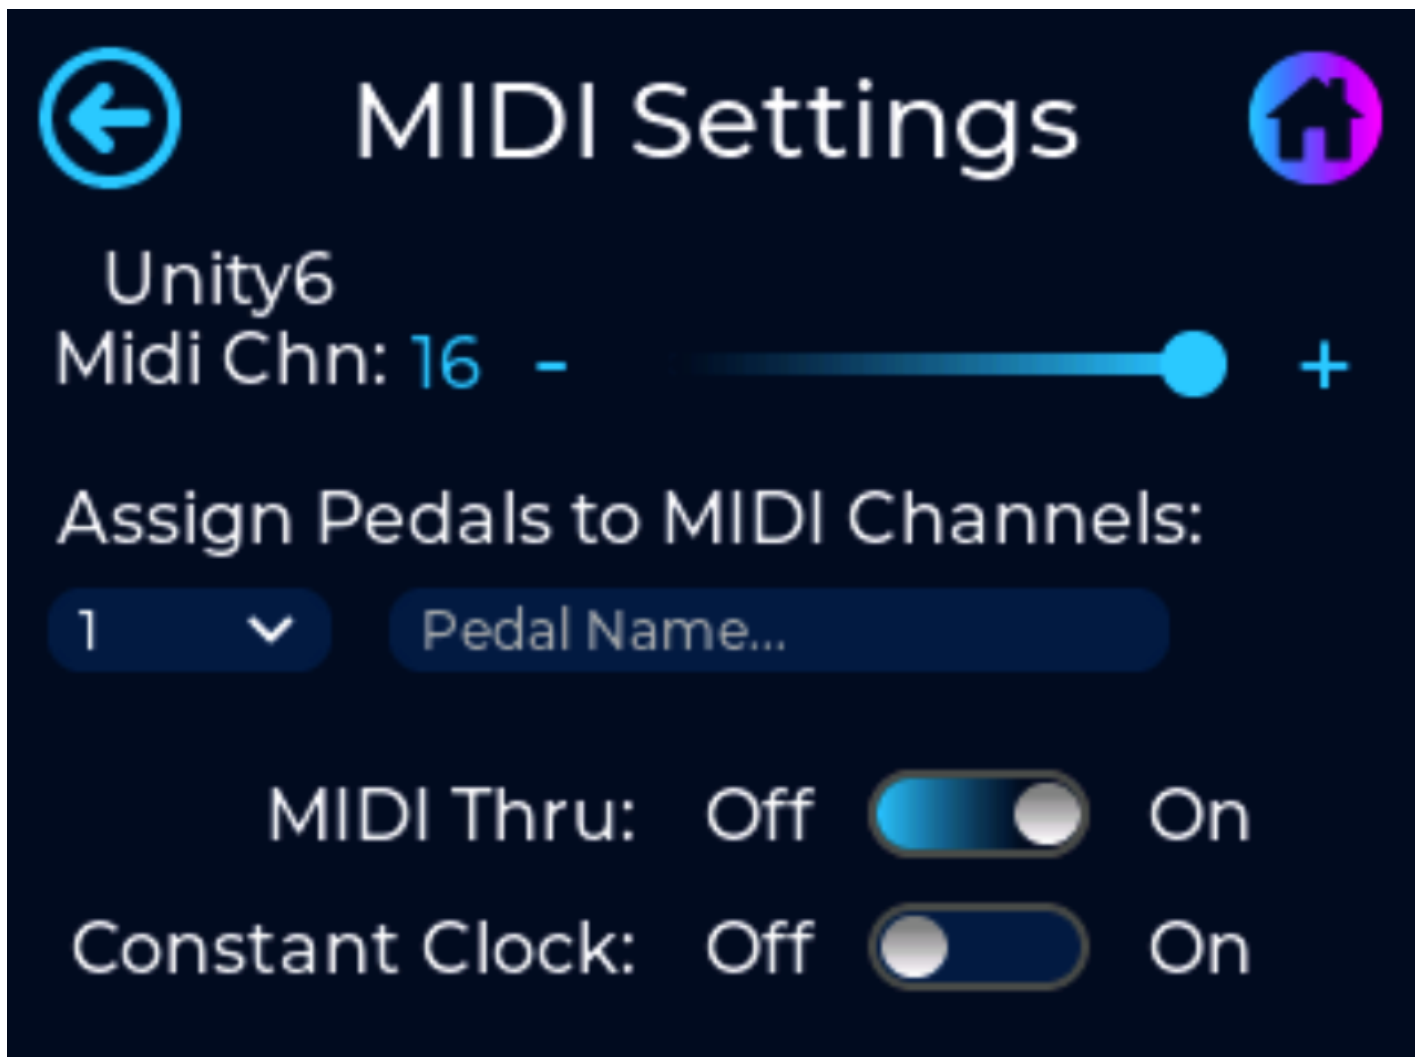 MIDI Settings
Unity6
Midi Chn: 16 - +
Assign Pedals to MIDI Channels:
1 Pedal Name...
MIDI Thru: Off On
Constant Clock: Off On